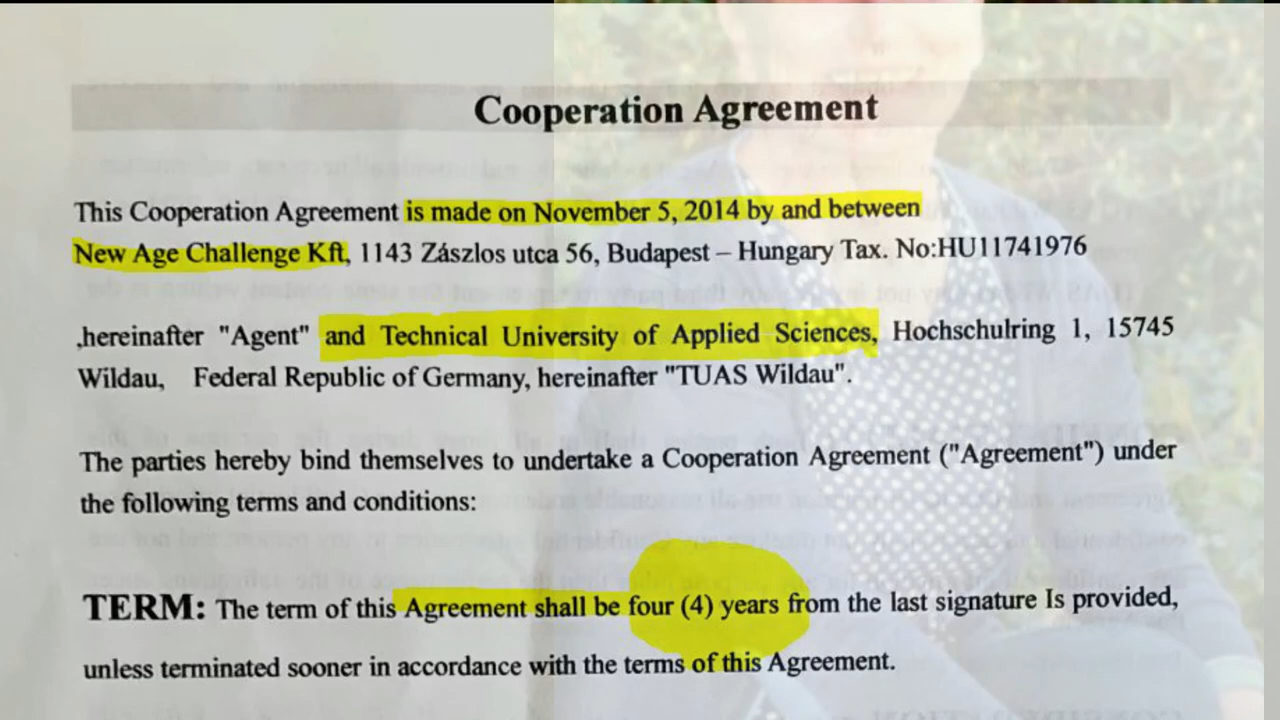 Cooperation Agreement
This Cooperation Agreement is made on November 5, 2014 by and between
New Age Challenge Kft, 1143 Zászlos utca 56, Budapest – Hungary Tax. No:HU11741976
,hereinafter "Agent" and Technical University of Applied Sciences, Hochschulring 1, 15745
Wildau, Federal Republic of Germany, hereinafter "TUAS Wildau".
The parties hereby bind themselves to undertake a Cooperation Agreement ("Agreement") under
the following terms and conditions:
TERM: The term of this Agreement shall be four (4) years from the last signature Is provided,
unless terminated sooner in accordance with the terms of this Agreement.